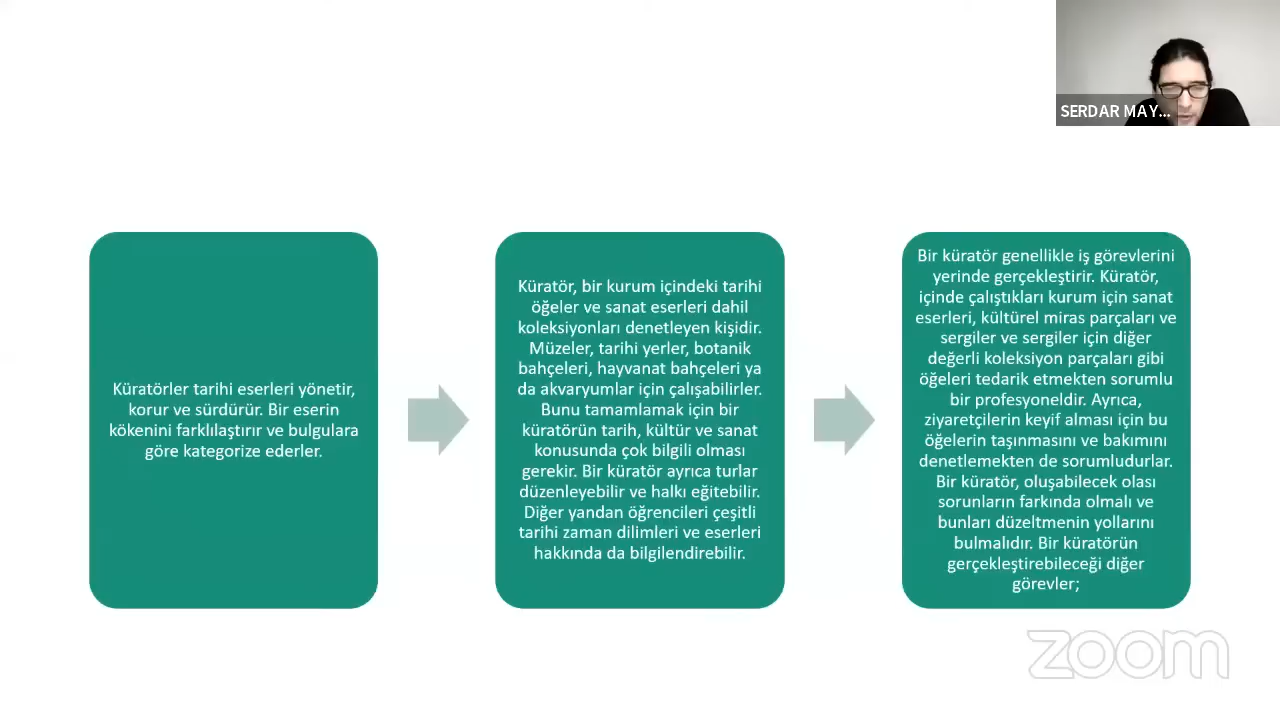 SERDAR MAY...
Küratörler tarihi eserleri yönetir,
korur ve sürdürür. Bir eserin
kökenini farklılaştırır ve bulgulara
göre kategorize ederler.
Küratör, bir kurum içindeki tarihi
öğeler ve sanat eserleri dahil
koleksiyonları denetleyen kişidir.
Müzeler, tarihi yerler, botanik
bahçeleri, hayvanat bahçeleri ya
da akvaryumlar için çalışabilirler.
Bunu tamamlamak için bir
küratörün tarih, kültür ve sanat
konusunda çok bilgili olması
gerekir. Bir küratör ayrıca turlar
düzenleyebilir ve halkı eğitebilir.
Diğer yandan öğrencileri çeşitli
tarihi zaman dilimleri ve eserleri
hakkında da bilgilendirebilir.
Bir küratör genellikle iş görevlerini
yerinde gerçekleştirir. Küratör,
içinde çalıştıkları kurum için sanat
eserleri, kültürel miras parçaları ve
sergiler ve sergiler için diğer
değerli koleksiyon parçaları gibi
öğeleri tedarik etmekten sorumlu
bir profesyoneldir. Ayrıca,
ziyaretçilerin keyif alması için bu
öğelerin taşınmasını ve bakımını
denetlemekten de sorumludurlar.
Bir küratör, oluşabilecek olası
sorunların farkında olmalı ve
bunları düzeltmenin yollarını
bulmalıdır. Bir küratörün
gerçekleştirebileceği diğer
görevler;
zoom